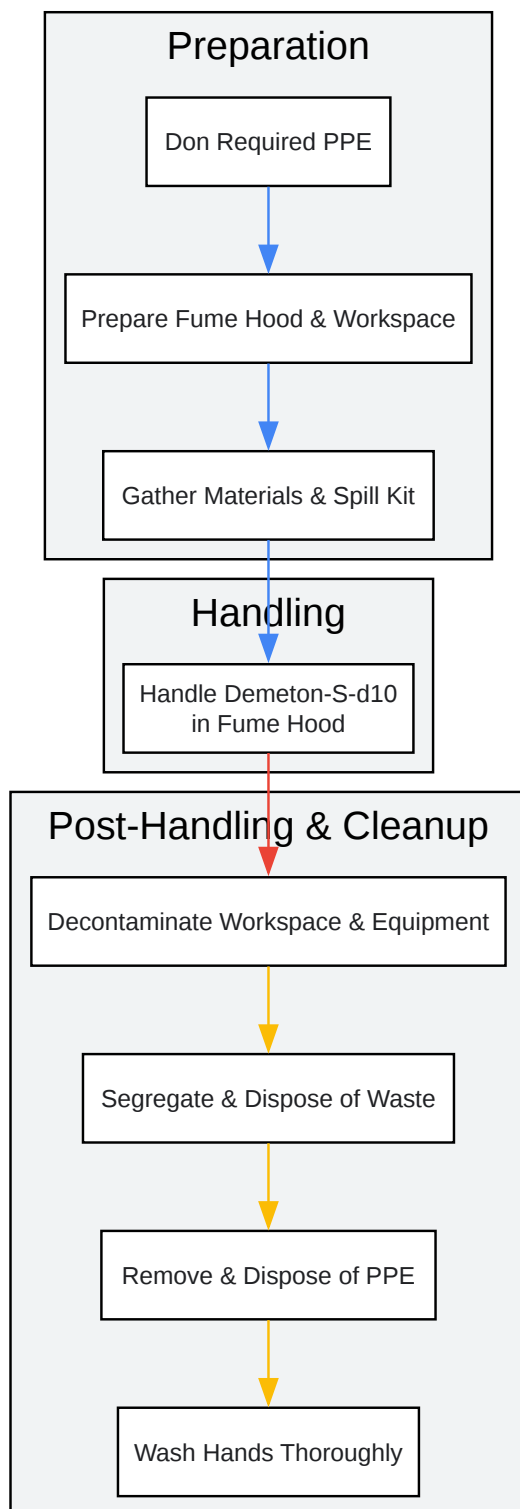 Preparation
Don Required PPE
Prepare Fume Hood & Workspace
Gather Materials & Spill Kit
Handling
Handle Demeton-S-d10
in Fume Hood
Post-Handling & Cleanup
Decontaminate Workspace & Equipment
Segregate & Dispose of Waste
Remove & Dispose of PPE
Wash Hands Thoroughly